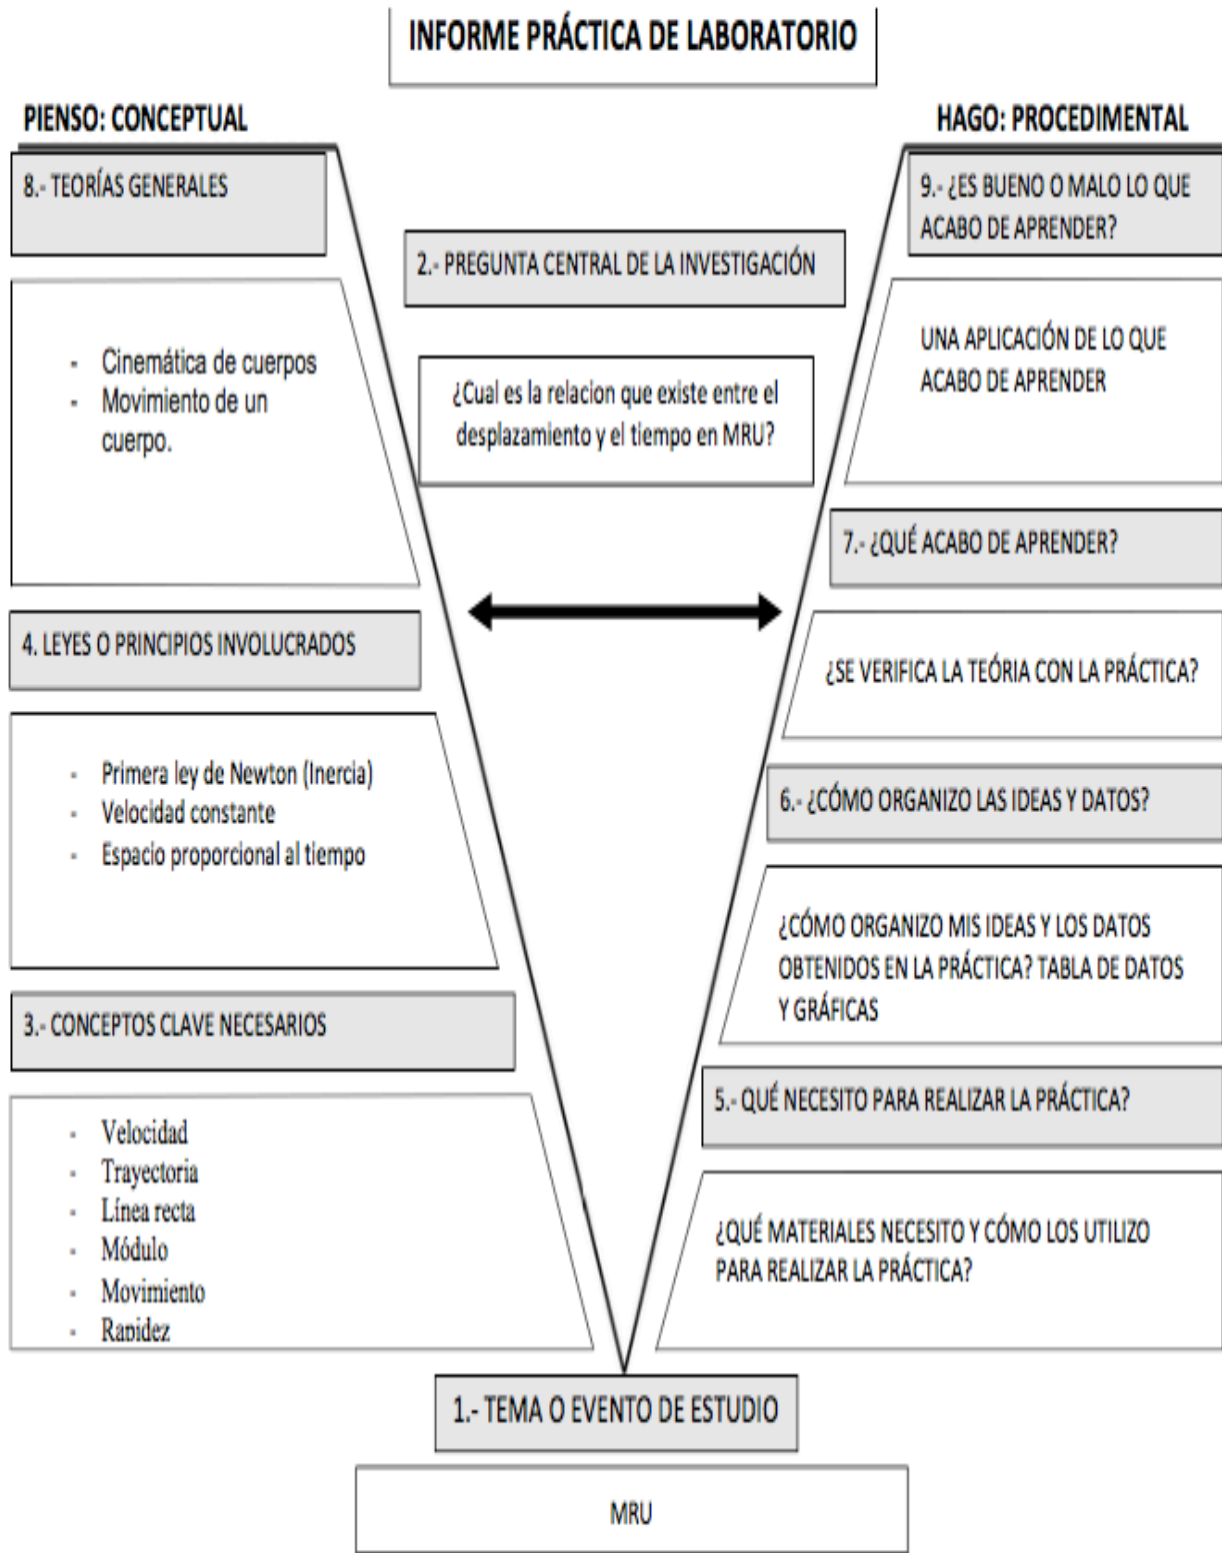 INFORME PRÁCTICA DE LABORATORIO
PIENSO: CONCEPTUAL
HAGO: PROCEDIMENTAL
8.- TEORÍAS GENERALES
- Cinemática de cuerpos
- Movimiento de un
cuerpo.
4. LEYES O PRINCIPIOS INVOLUCRADOS
- Primera ley de Newton (Inercia)
- Velocidad constante
- Espacio proporcional al tiempo
3.- CONCEPTOS CLAVE NECESARIOS
- Velocidad
- Trayectoria
- Línea recta
- Módulo
- Movimiento
- Rapidez
2.- PREGUNTA CENTRAL DE LA INVESTIGACIÓN
¿Cual es la relacion que existe entre el
desplazamiento y el tiempo en MRU?
9.- ¿ES BUENO O MALO LO QUE
ACABO DE APRENDER?
UNA APLICACIÓN DE LO QUE
ACABO DE APRENDER
7.- ¿QUÉ ACABO DE APRENDER?
¿SE VERIFICA LA TEÓRIA CON LA PRÁCTICA?
6.- ¿CÓMO ORGANIZO LAS IDEAS Y DATOS?
¿CÓMO ORGANIZO MIS IDEAS Y LOS DATOS
OBTENIDOS EN LA PRÁCTICA? TABLA DE DATOS
Y GRÁFICAS
5.- QUÉ NECESITO PARA REALIZAR LA PRÁCTICA?
¿QUÉ MATERIALES NECESITO Y CÓMO LOS UTILIZO
PARA REALIZAR LA PRÁCTICA?
1.- TEMA O EVENTO DE ESTUDIO
MRU